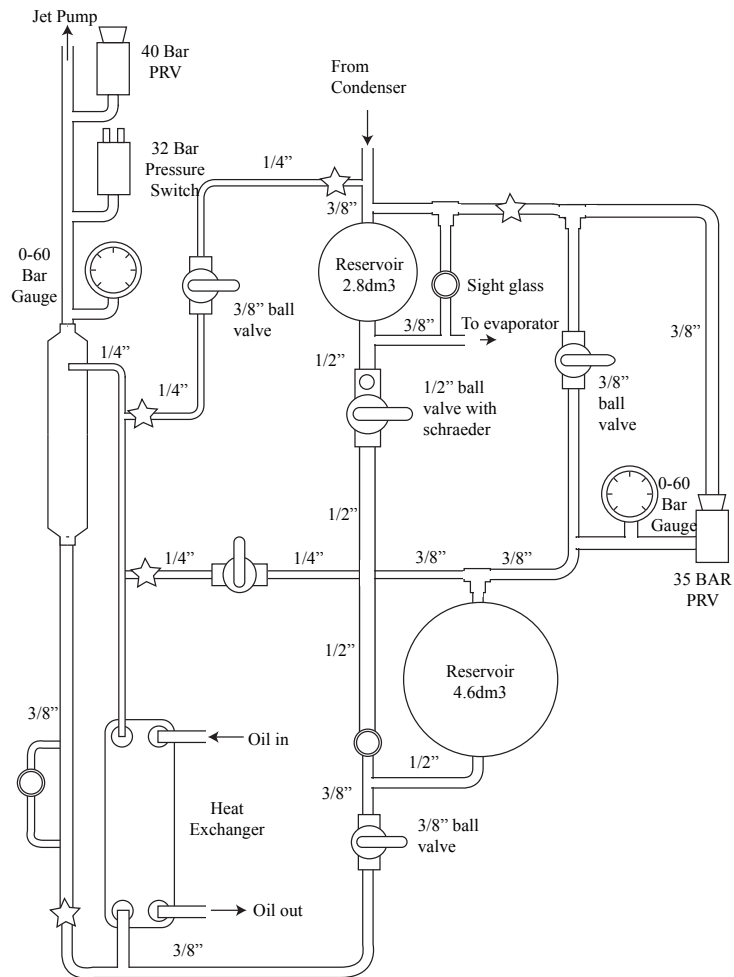 Jet Pump
40 Bar
PRV
From
Condenser
32 Bar
Pressure
Switch
1/4”
3/8”
0-60
Bar
Gauge
Reservoir
2.8dm3
Sight glass
3/8” ball
valve
3/8”
To evaporator
3/8”
1/4”
1/2”
1/4”
1/2” ball
valve with
schraeder
3/8”
ball
valve
1/2”
0-60
Bar
Gauge
1/4”
1/4”
3/8”
3/8”
35 BAR
PRV
1/2”
Reservoir
4.6dm3
3/8”
Oil in
1/2”
3/8”
Heat
Exchanger
3/8” ball
valve
Oil out
3/8”